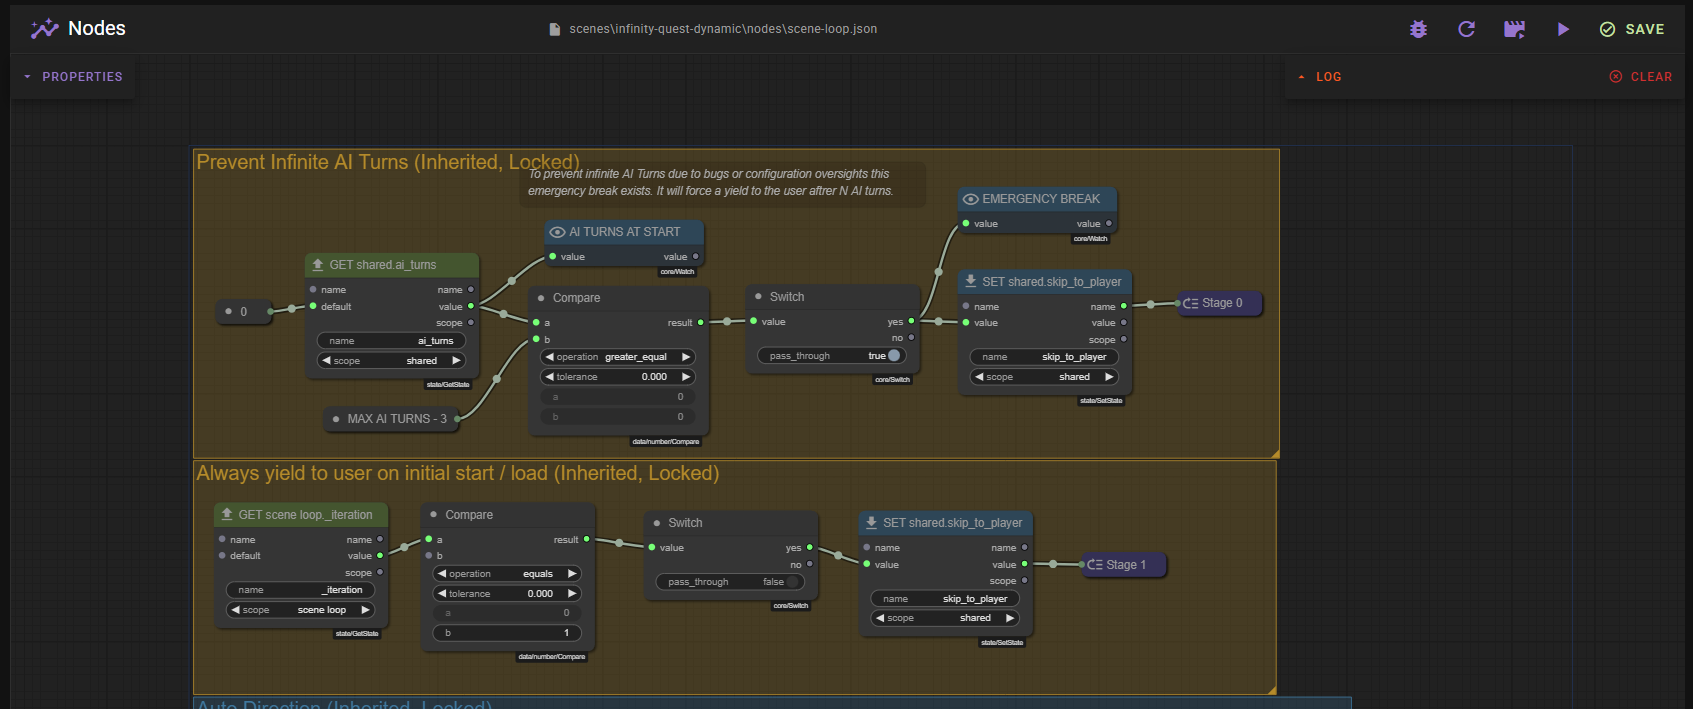 Nodes
scenes\infinity-quest-dynamic\nodes\scene-loop.json
SAVE
PROPERTIES
LOG
CLEAR
Prevent Infinite AI Turns (Inherited, Locked)
To prevent infinite AI Turns due to bugs or configuration oversights this
emergency break exists. It will force a yield to the user aftrer N AI turns.
EMERGENCY BREAK
value value
core/Watch
AI TURNS AT START
value value
core/Watch
GET shared.ai_turns
name name
default value
scope
name ai_turns
scope shared
state/GetState
0
MAX AI TURNS - 3
Compare
a result
b
operation greater_equal
tolerance 0.000
a 0
b 0
data/number/Compare
Switch
value yes
no
pass_through true
core/Switch
SET shared.skip_to_player
name name
value value
scope
name skip_to_player
scope shared
state/SetState
Stage 0
Always yield to user on initial start / load (Inherited, Locked)
GET scene loop._iteration
name name
default value
scope
name _iteration
scope scene loop
state/GetState
Compare
a result
b
operation equals
tolerance 0.000
a 0
b 1
data/number/Compare
Switch
value yes
no
pass_through false
core/Switch
SET shared.skip_to_player
name name
value value
scope
name skip_to_player
scope shared
state/SetState
Stage 1
Auto Direction (Inherited, Locked)